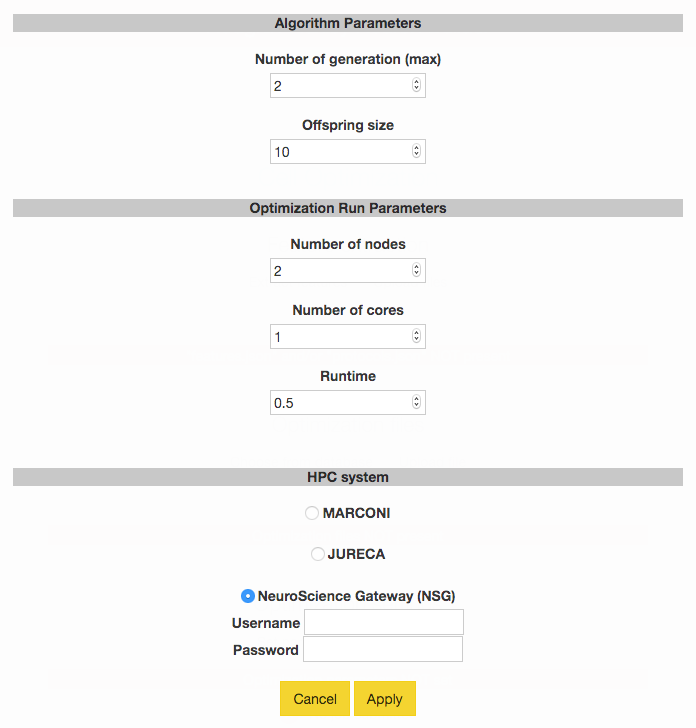 Algorithm Parameters
Number of generation (max)
2
Offspring size
10
Optimization Run Parameters
Number of nodes
2
Number of cores
1
Runtime
0.5
HPC system
MARCONI
JURECA
NeuroScience Gateway (NSG)
Username
Password
Cancel Apply